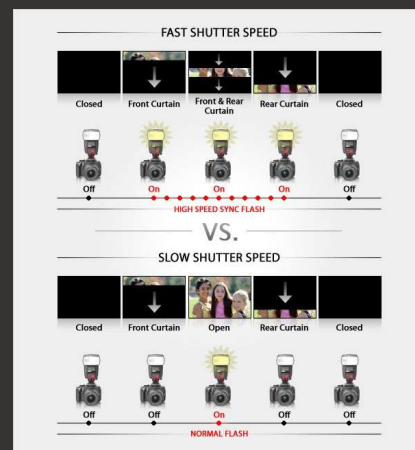 FAST SHUTTER SPEED
Closed
Front Curtain
Front & Rear
Curtain
Rear Curtain
Closed
Off
On
On
On
Off
HIGH SPEED SYNC FLASH
VS.
SLOW SHUTTER SPEED
Closed
Front Curtain
Open
Rear Curtain
Closed
Off
Off
On
Off
Off
NORMAL FLASH